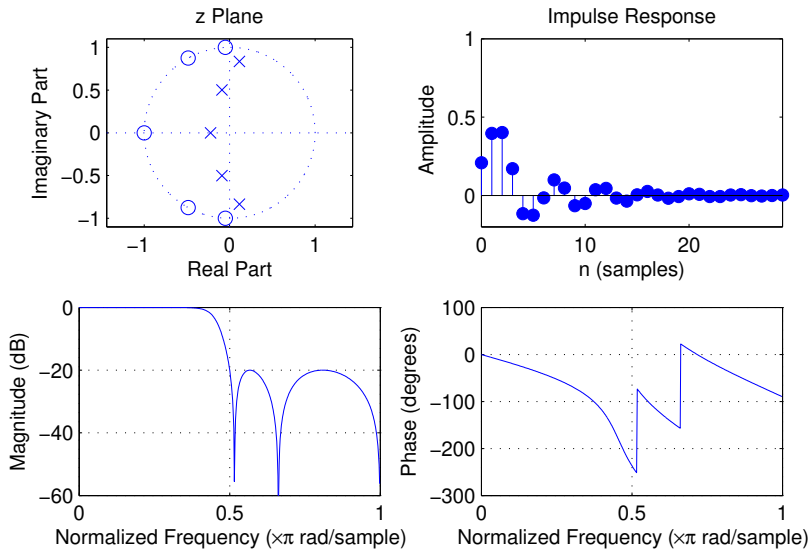 z Plane
1
0.5
0
−0.5
−1
Imaginary Part
−1
0
1
Real Part
Impulse Response
1
0.5
0
Amplitude
0
10
20
n (samples)
0
−20
−40
−60
Magnitude (dB)
0
0.5
1
Normalized Frequency (×π rad/sample)
100
0
−100
−200
−300
Phase (degrees)
0
0.5
1
Normalized Frequency (×π rad/sample)